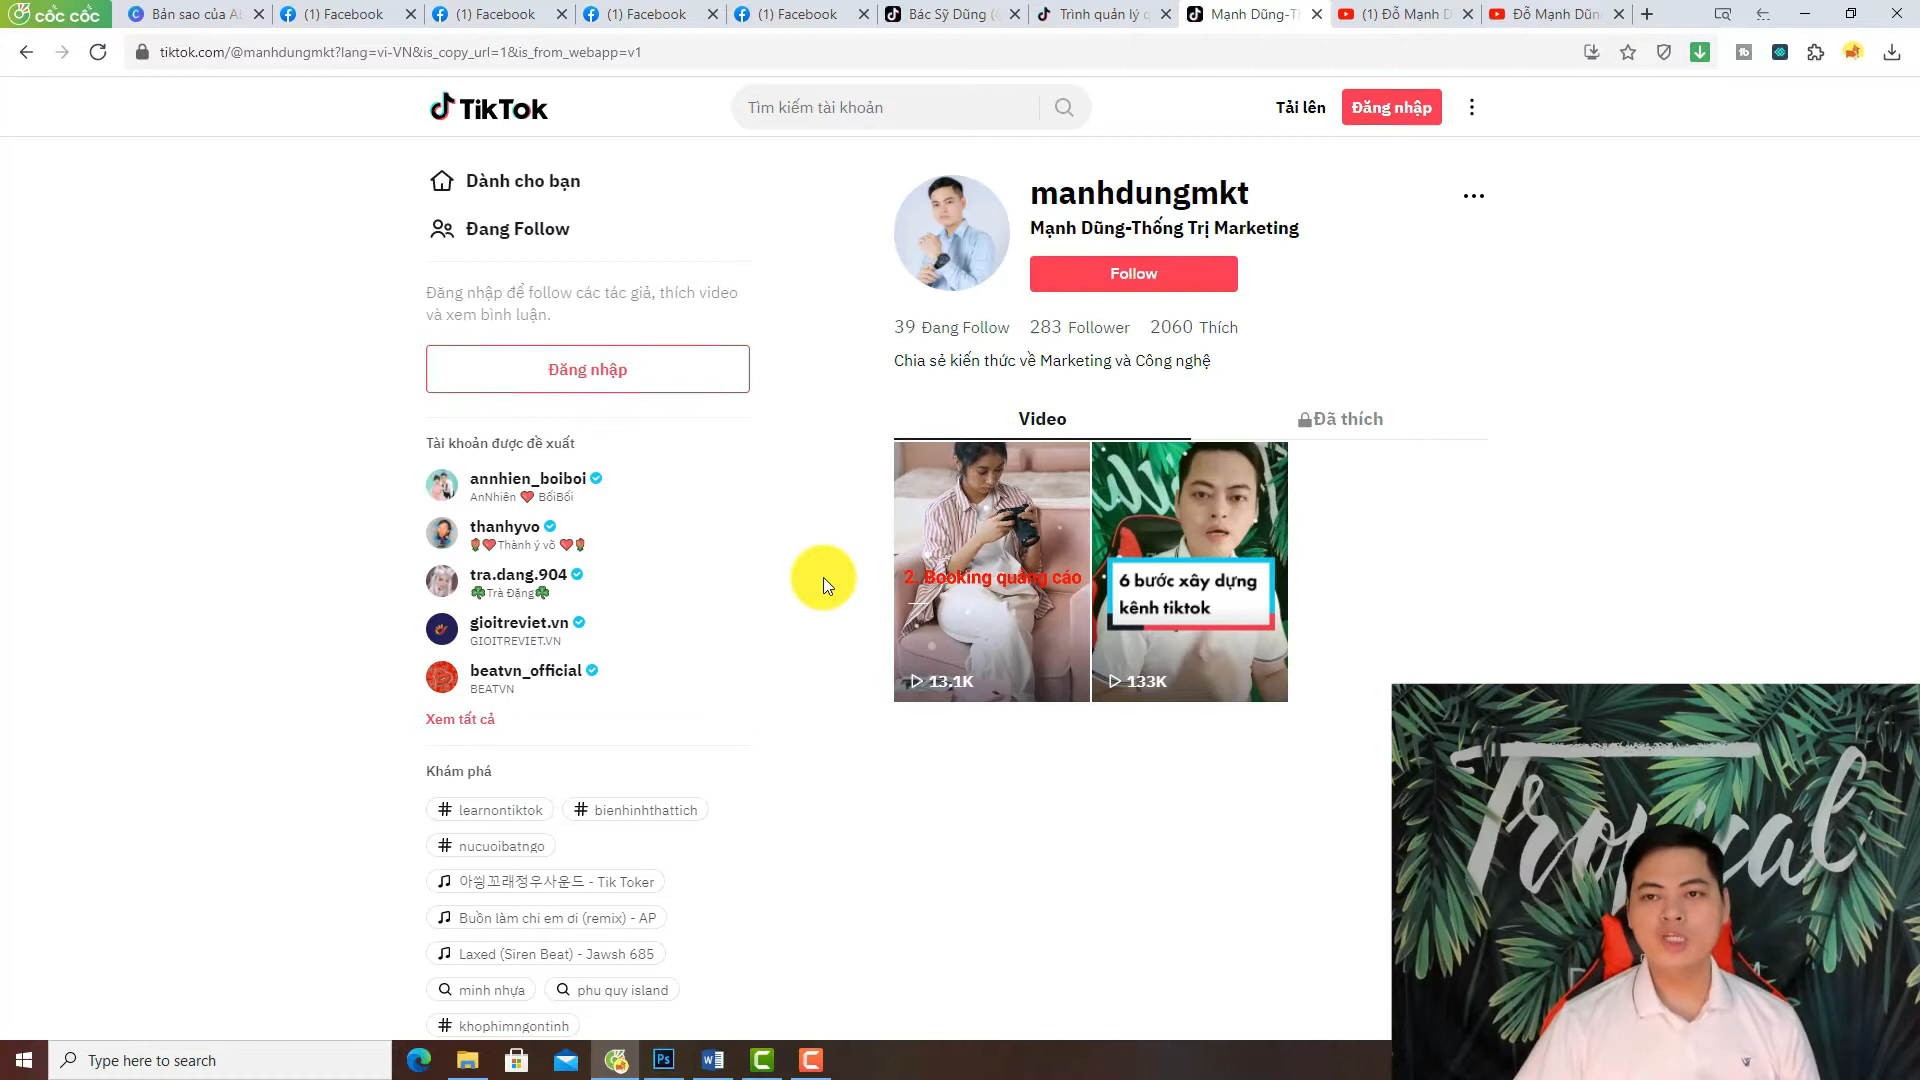 cốc cốc
Bản sao của A
(1) Facebook
(1) Facebook
(1) Facebook
(1) Facebook
Bác Sỹ Dũng
Trình quản lý
Mạnh Dũng-T
(1) Đỗ Mạnh D
Đỗ Mạnh Dũn
tiktok.com/@manhdungmkt?lang=vi-VN&is_copy_url=1&is_from_webapp=v1
TikTok
Tìm kiếm tài khoản
Tải lên
Đăng nhập
Dành cho bạn
Đang Follow
Đăng nhập để follow các tác giả, thích video
và xem bình luận.
Đăng nhập
Tài khoản được đề xuất
annhien_boiboi
AnNhiên ❤ BốiBối
thanhyvo
🌹❤Thành ý võ ❤🌹
tra.dang.904
🍀Trà Đặng🍀
gioitreviet.vn
GIOITREVIET.VN
beatvn_official
BEATVN
Xem tất cả
Khám phá
# learnontiktok
# bienhinhthattich
# nucuoibatngo
아씽꼬래정우사운드 - Tik Toker
Buồn làm chi em ơi (remix) - AP
Laxed (Siren Beat) - Jawsh 685
minh nhựa
phu quy island
# khophimngontinh
manhdungmkt
Mạnh Dũng-Thống Trị Marketing
Follow
39 Đang Follow 283 Follower 2060 Thích
Chia sẻ kiến thức về Marketing và Công nghệ
Video
Đã thích
2. Booking quảng cáo
13.1K
6 bước xây dựng
kênh tiktok
133K
Tropical
Type here to search
Ps